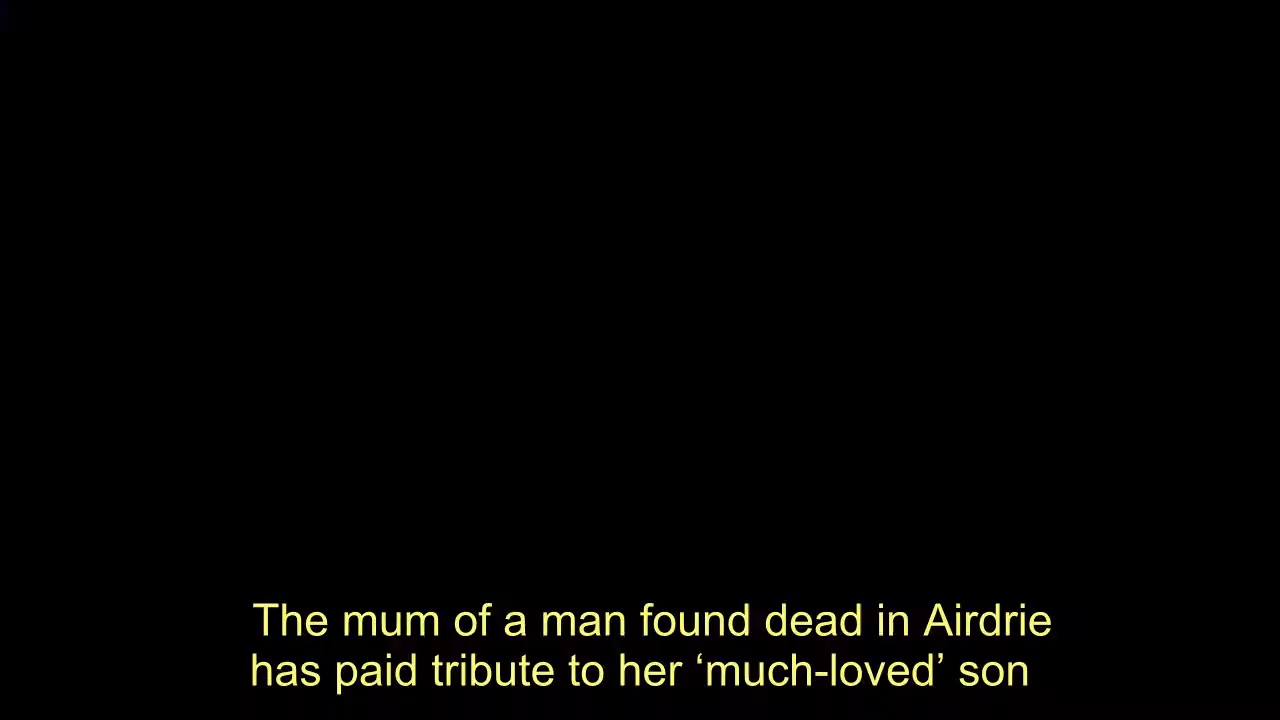 The mum of a man found dead in Airdrie
has paid tribute to her ‘much-loved’ son